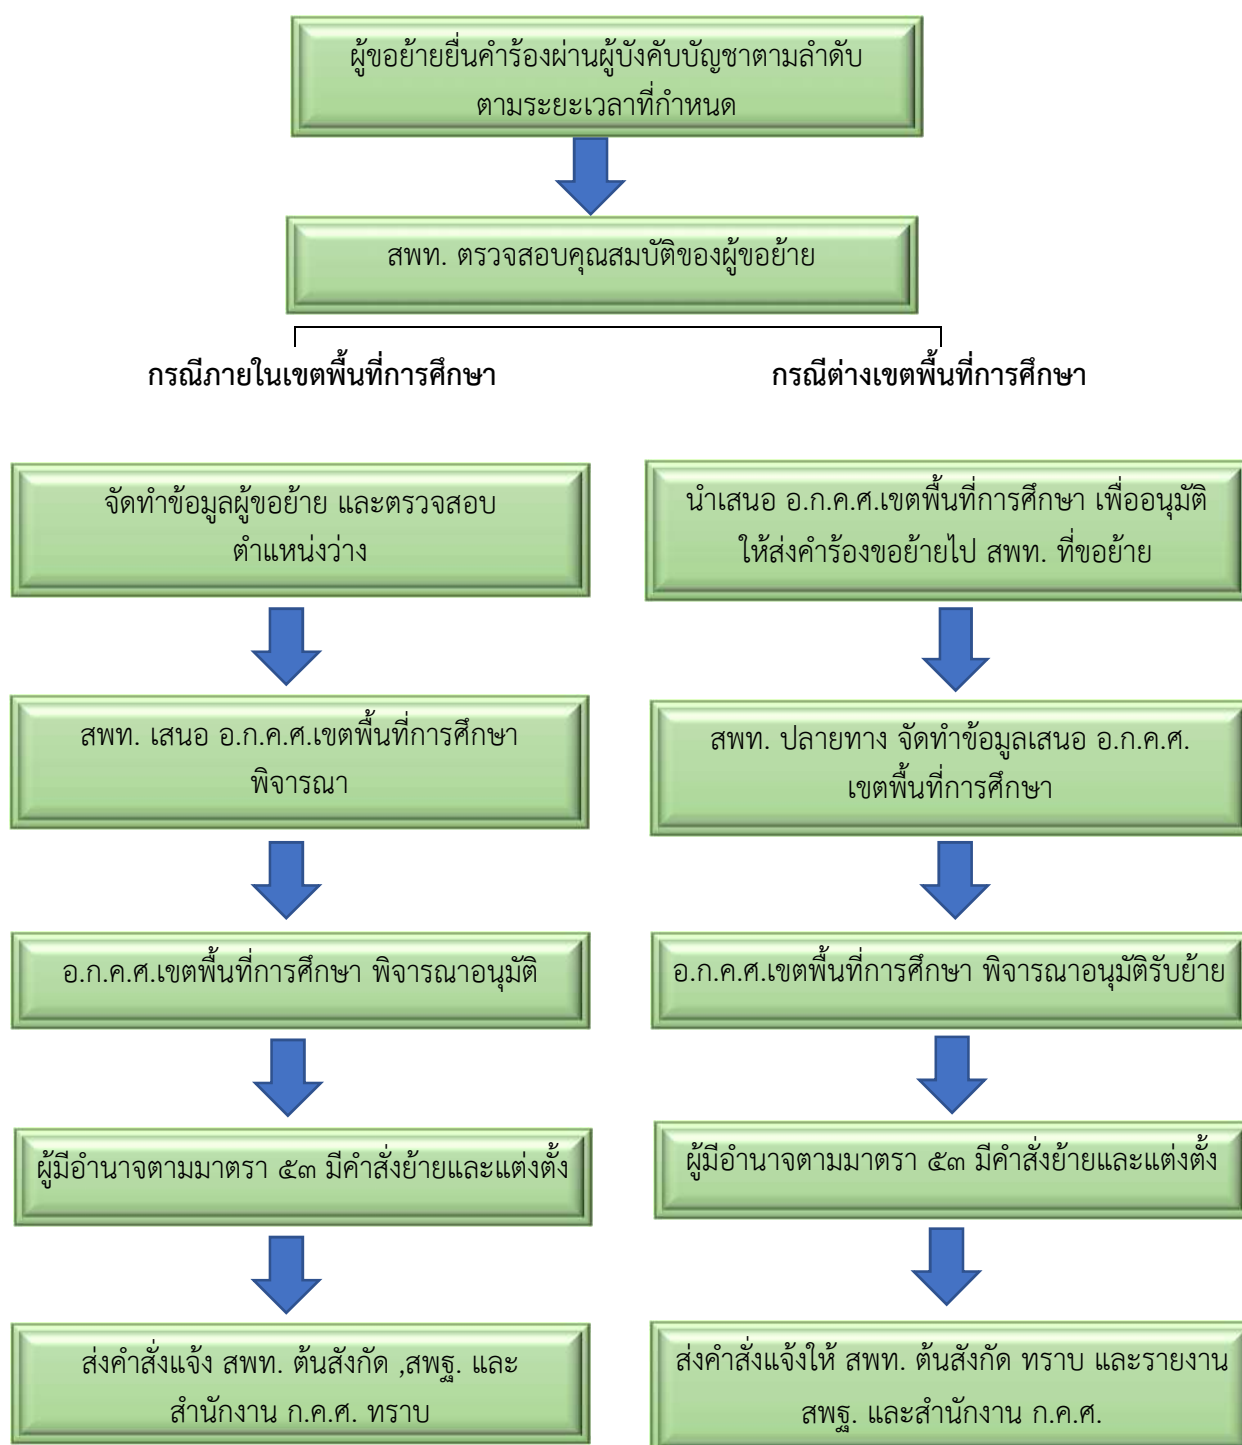 ผู้ขอย้ายยื่นคำร้องผ่านผู้บังคับบัญชาตามลำดับ
ตามระยะเวลาที่กำหนด
สพท. ตรวจสอบคุณสมบัติของผู้ขอย้าย
กรณีภายในเขตพื้นที่การศึกษา
จัดทำข้อมูลผู้ขอย้าย และตรวจสอบ
ตำแหน่งว่าง
สพท. เสนอ อ.ก.ค.ศ.เขตพื้นที่การศึกษา
พิจารณา
อ.ก.ค.ศ.เขตพื้นที่การศึกษา พิจารณาอนุมัติ
ผู้มีอำนาจตามมาตรา ๕๓ มีคำสั่งย้ายและแต่งตั้ง
ส่งคำสั่งแจ้ง สพท. ต้นสังกัด ,สพฐ. และ
สำนักงาน ก.ค.ศ. ทราบ
กรณีต่างเขตพื้นที่การศึกษา
นำเสนอ อ.ก.ค.ศ.เขตพื้นที่การศึกษา เพื่ออนุมัติ
ให้ส่งคำร้องขอย้ายไป สพท. ที่ขอย้าย
สพท. ปลายทาง จัดทำข้อมูลเสนอ อ.ก.ค.ศ.
เขตพื้นที่การศึกษา
อ.ก.ค.ศ.เขตพื้นที่การศึกษา พิจารณาอนุมัติรับย้าย
ผู้มีอำนาจตามมาตรา ๕๓ มีคำสั่งย้ายและแต่งตั้ง
ส่งคำสั่งแจ้งให้ สพท. ต้นสังกัด ทราบ และรายงาน
สพฐ. และสำนักงาน ก.ค.ศ.